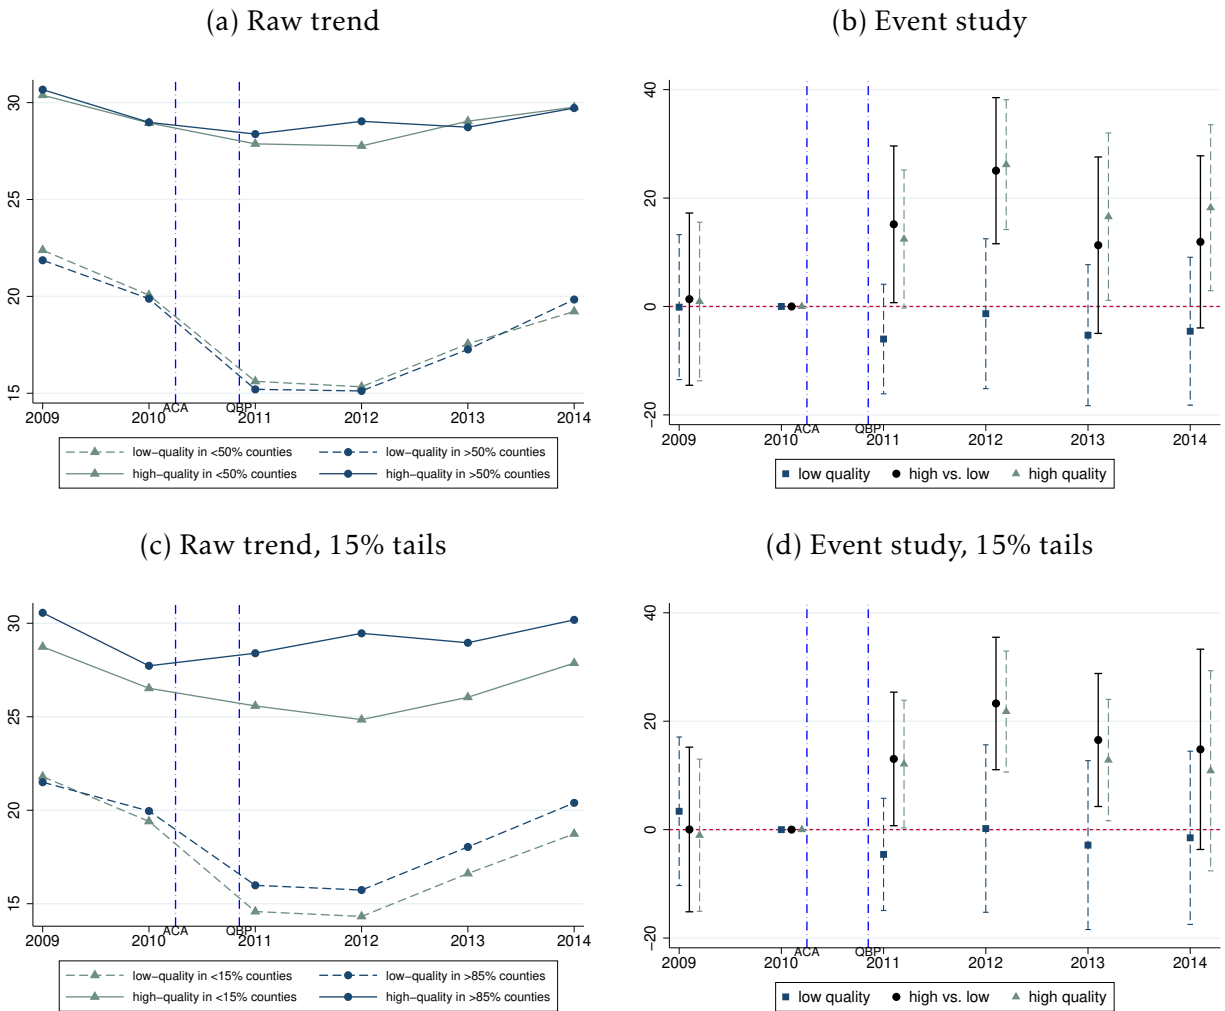 (a) Raw trend
30
25
20
15
2009
2010
ACA
QBP
2011
2012
2013
2014
low−quality in <50% counties
low−quality in >50% counties
high−quality in <50% counties
high−quality in >50% counties
(b) Event study
40
20
0
−20
2009
2010
ACA
QBP
2011
2012
2013
2014
low quality
high vs. low
high quality
(c) Raw trend, 15% tails
30
25
20
15
2009
2010
ACA
QBP
2011
2012
2013
2014
low−quality in <15% counties
low−quality in >85% counties
high−quality in <15% counties
high−quality in >85% counties
(d) Event study, 15% tails
40
20
0
−20
2009
2010
ACA
QBP
2011
2012
2013
2014
low quality
high vs. low
high quality